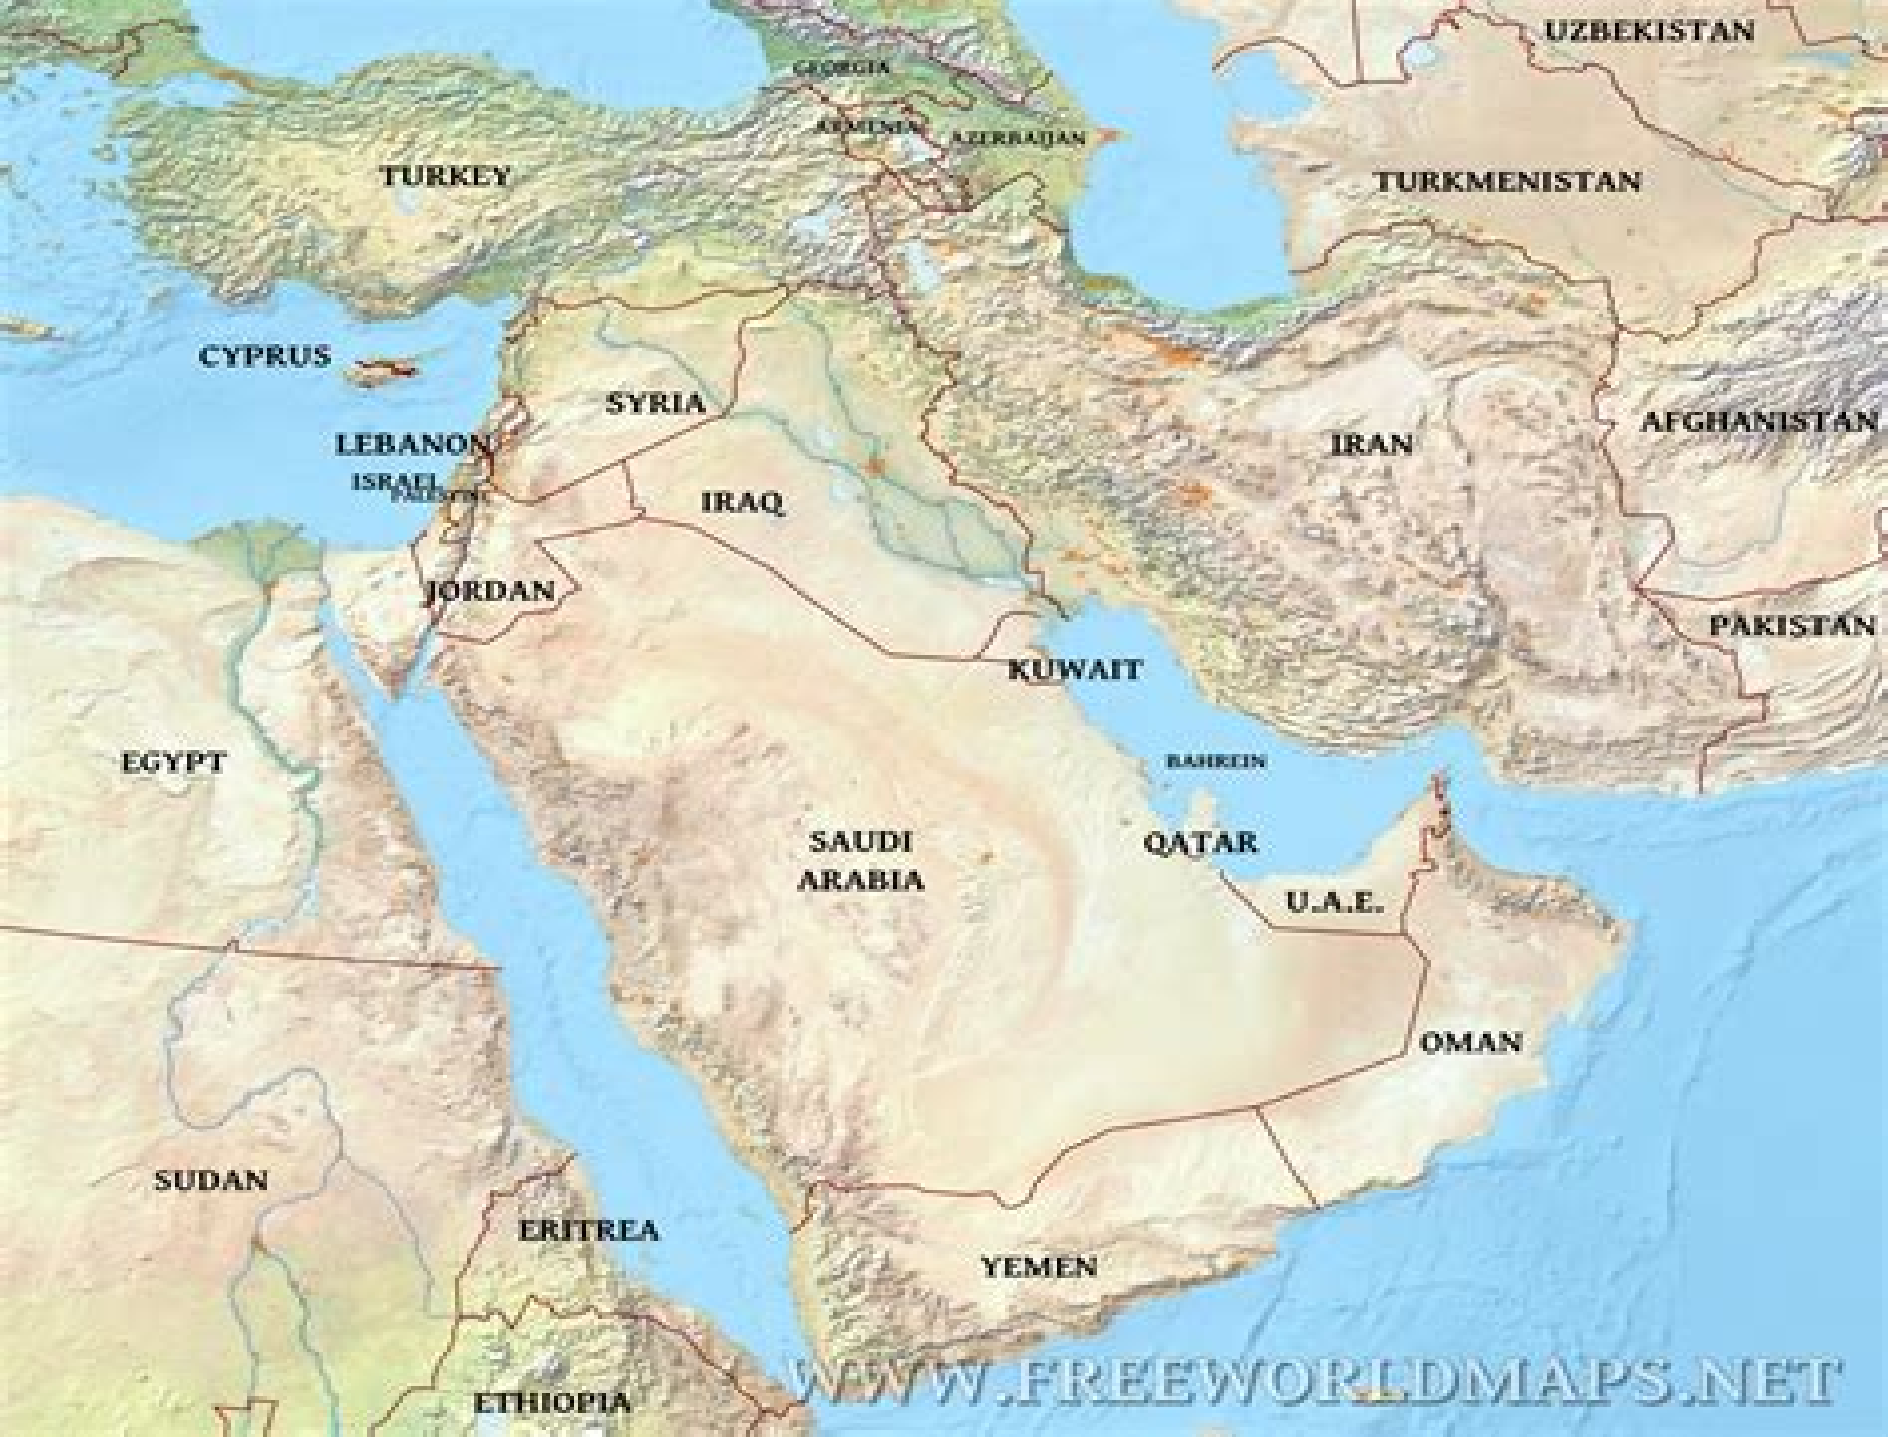 UZBEKISTAN
GEORGIA
ARMENIA
AZERBAIJAN
TURKEY
TURKMENISTAN
CYPRUS
SYRIA
AFGHANISTAN
LEBANON
IRAN
ISRAEL
PALESTINE
IRAQ
JORDAN
PAKISTAN
KUWAIT
EGYPT
BAHREIN
SAUDI
ARABIA
QATAR
U.A.E.
OMAN
SUDAN
ERITREA
YEMEN
WWW.FREEWORLDMAPS.NET
ETHIOPIA